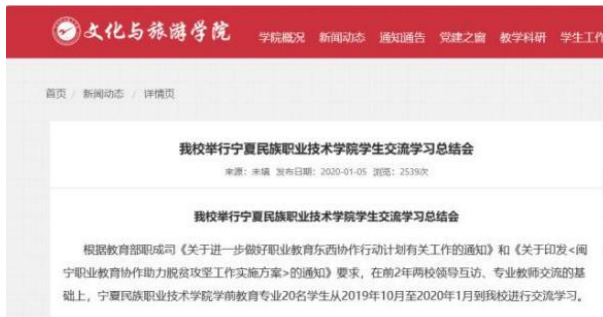 文化与旅游学院
学院概况 新闻动态 通知通告 党建之窗 教学科研 学生工作
首页 / 新闻动态 / 详情页
我校举行宁夏民族职业技术学院学生交流学习总结会
来源：未填 发布日期：2020-01-05 浏览：2539次
我校举行宁夏民族职业技术学院学生交流学习总结会
根据教育部职成司《关于进一步做好职业教育东西协作行动计划有关工作的通知》和《关于印发<闽
宁职业教育协作助力脱贫攻坚工作实施方案>的通知》要求，在前2年两校领导互访、专业教师交流的基
础上，宁夏民族职业技术学院学前教育专业20名学生从2019年10月至2020年1月到我校进行交流学习。